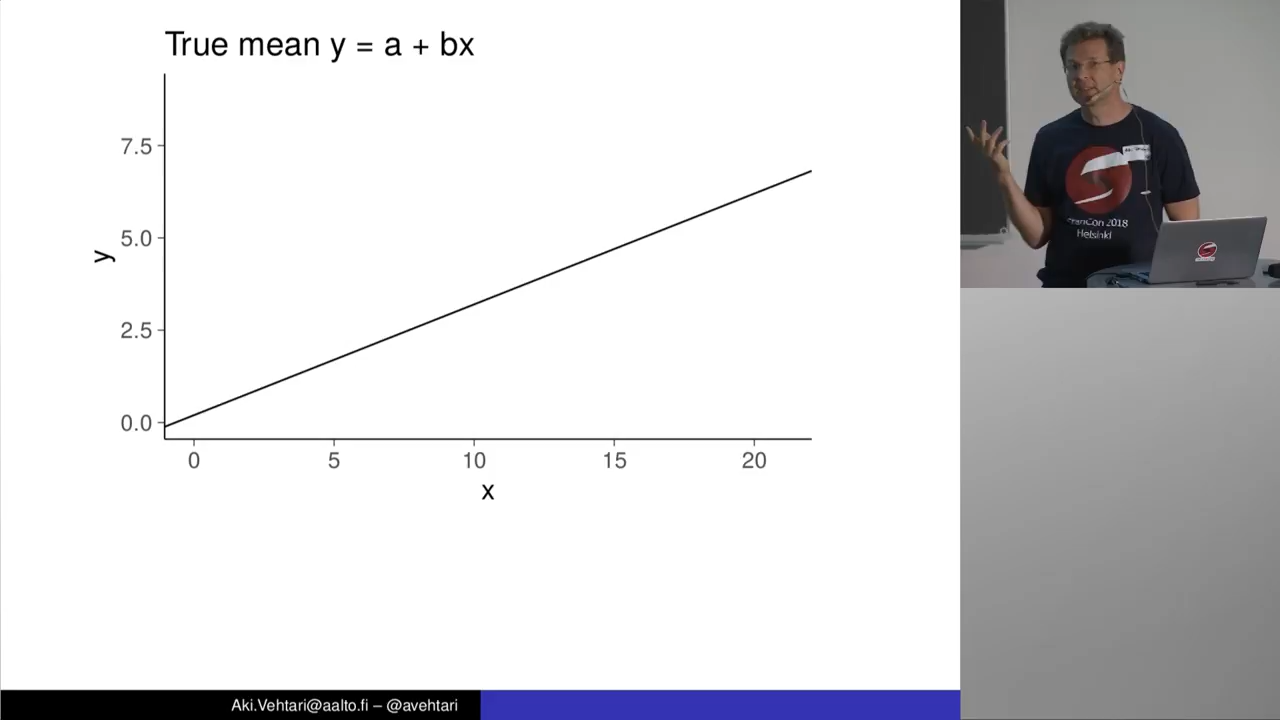 True mean y = a + bx
7.5
5.0
2.5
0.0
y
0 5 10 15 20
x
Aki.Vehtari@aalto.fi – @avehtari
2018
Helsinki